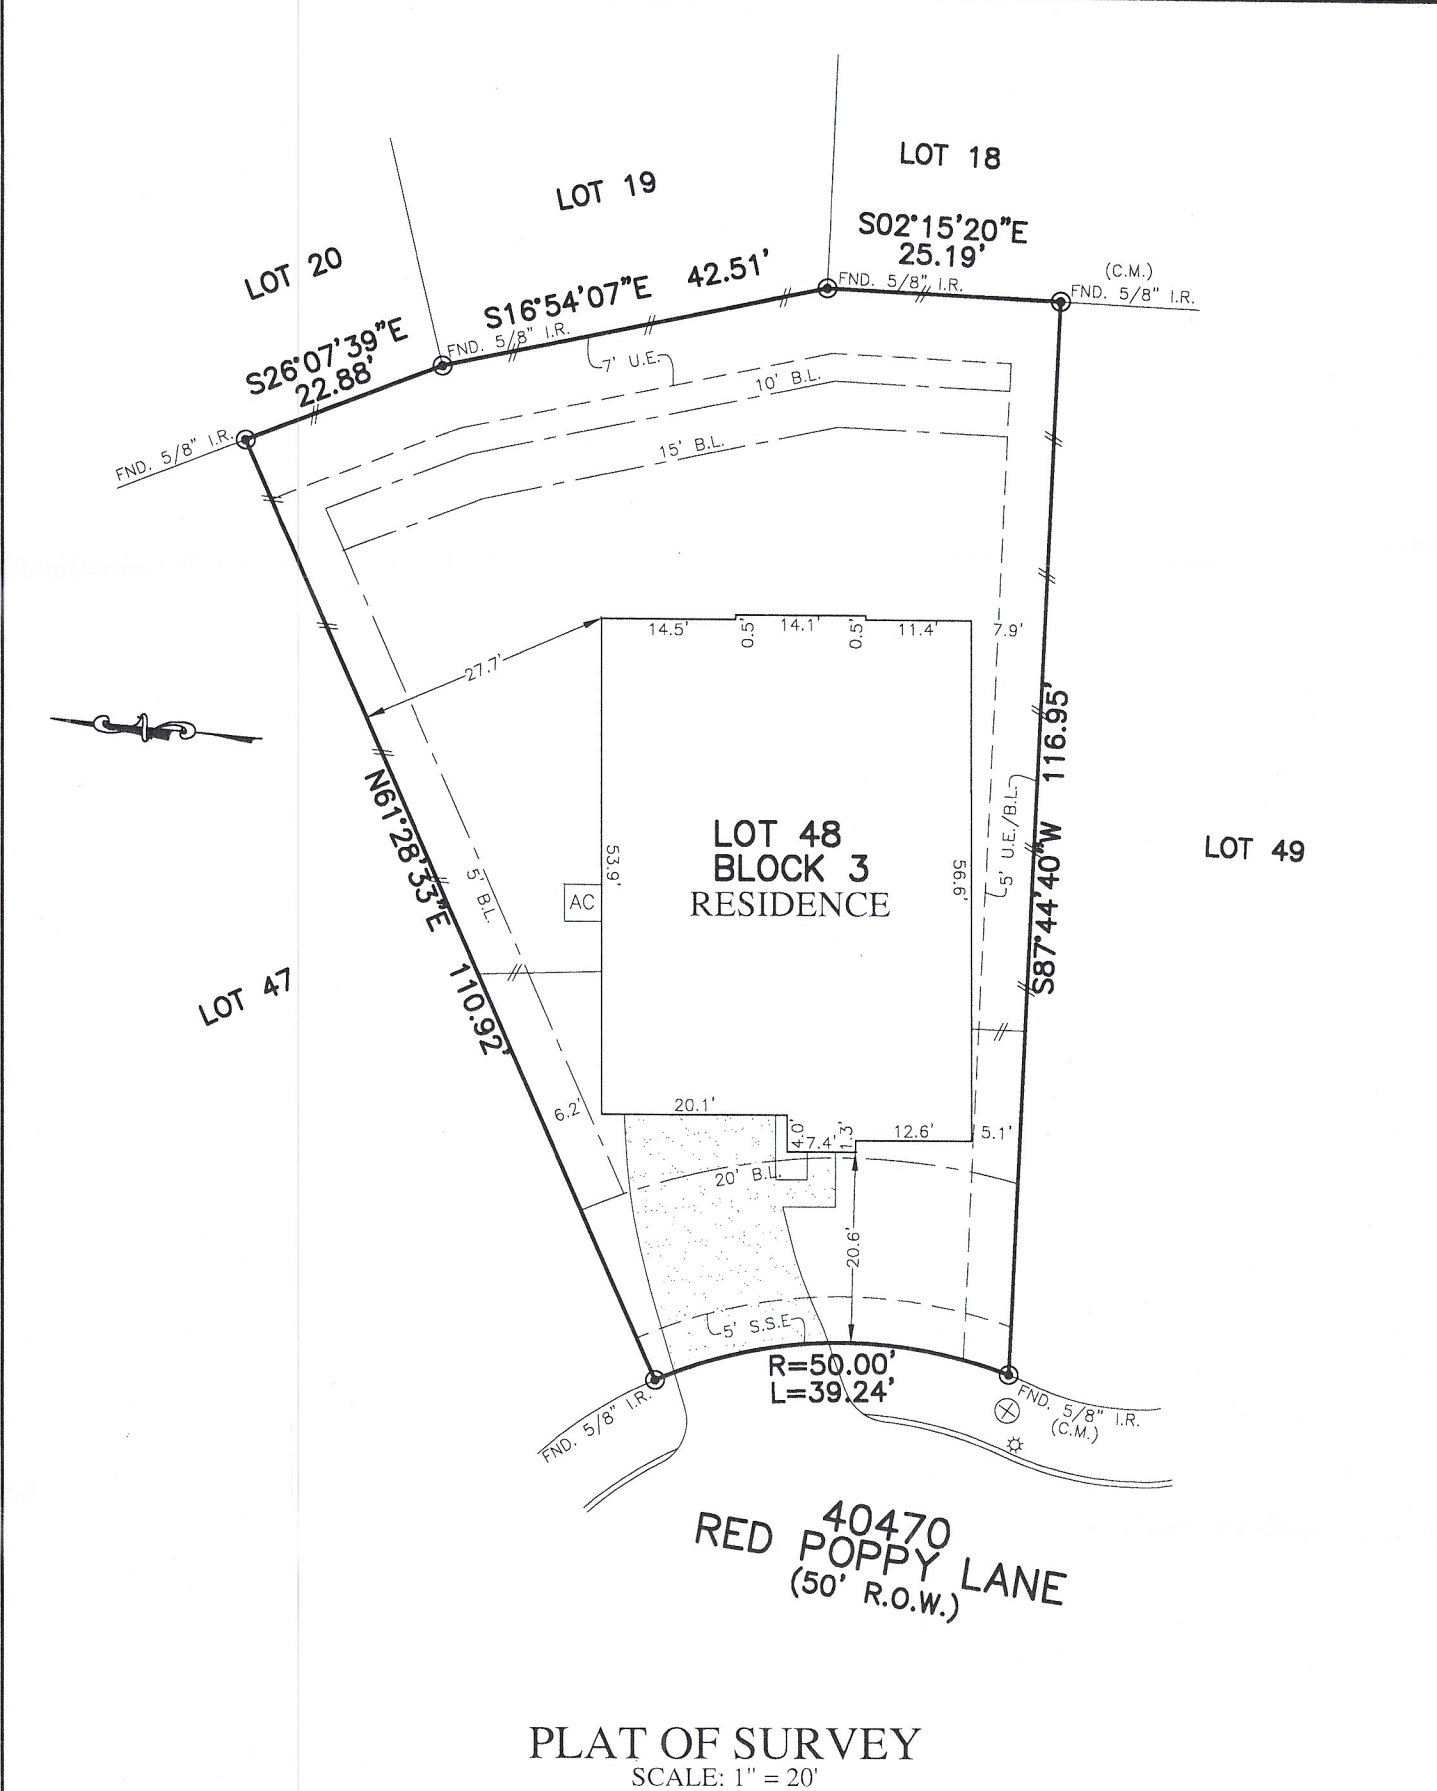 LOT 18
LOT 19
S02°15'20"E
25.19'
LOT 20
42.51'
(C.M.)
FND. 5/8" I.R.
FND. 5/8" I.R.
S16°54'07"E
FND. 5/8" I.R.
S26°07'39"E
22.88'
7' U.E.
10' B.L.
15' B.L.
FND. 5/8" I.R.
14.5'
0.5'
14.1'
0.5'
11.4'
7.9'
27.7'
116.95'
N61°28'33"E
110.92'
LOT 48
BLOCK 3
RESIDENCE
LOT 49
53.9'
56.6'
5' U.E./B.L.
S87°44'40"W
5' B.L.
AC
LOT 47
6.2'
20.1'
4.0'
7.4'
1.3'
12.6'
5.1'
20' B.L.
20.6'
5' S.S.E
R=50.00'
L=39.24'
FND. 5/8" I.R.
FND. 5/8" I.R.
(C.M.)
40470
RED POPPY LANE
(50' R.O.W.)
PLAT OF SURVEY
SCALE: 1" = 20'